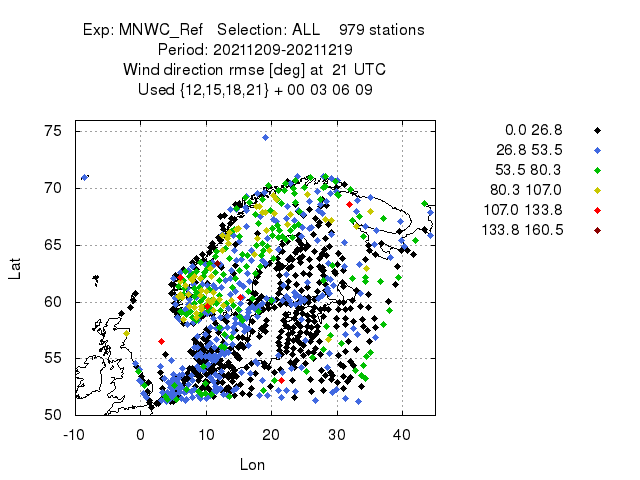 Exp: MNWC_Ref Selection: ALL 979 stations
Period: 20211209-20211219
Wind direction rmse [deg] at 21 UTC
Used {12,15,18,21} + 00 03 06 09
0.0 26.8
26.8 53.5
53.5 80.3
80.3 107.0
107.0 133.8
133.8 160.5
75
70
65
60
55
50
Lat
-10 0 10 20 30 40
Lon